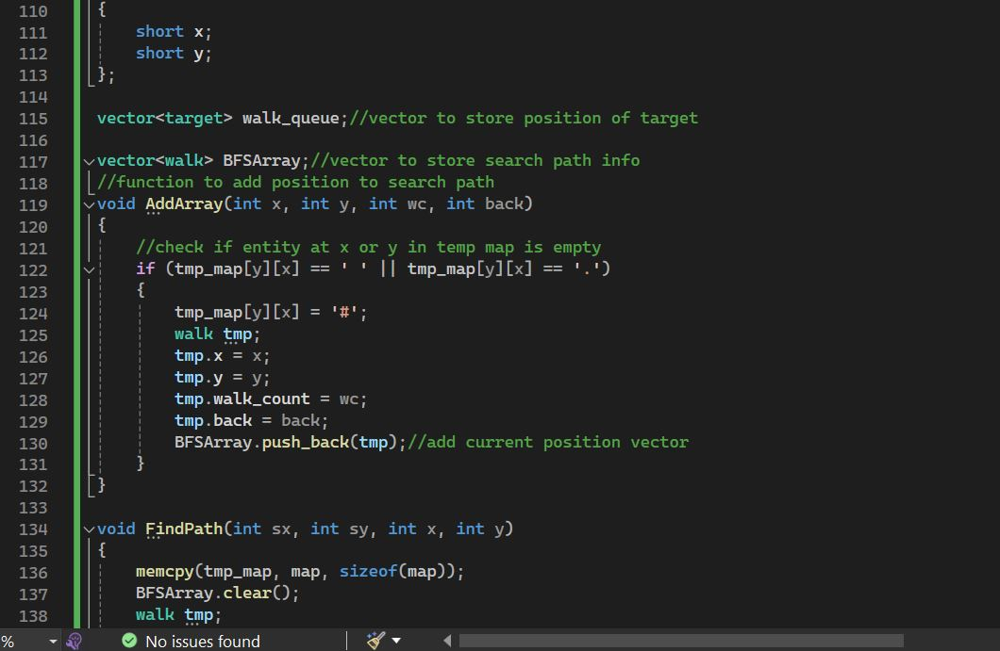 110 {
111     short x;
112     short y;
113 };
114
115 vector<target> walk_queue;//vector to store position of target
116
117 vector<walk> BFSArray;//vector to store search path info
118 //function to add position to search path
119 void AddArray(int x, int y, int wc, int back)
120 {
121     //check if entity at x or y in temp map is empty
122     if (tmp_map[y][x] == ' ' || tmp_map[y][x] == '.')
123     {
124         tmp_map[y][x] = '#';
125         walk tmp;
126         tmp.x = x;
127         tmp.y = y;
128         tmp.walk_count = wc;
129         tmp.back = back;
130         BFSArray.push_back(tmp);//add current position vector
131     }
132 }
133
134 void FindPath(int sx, int sy, int x, int y)
135 {
136     memcpy(tmp_map, map, sizeof(map));
137     BFSArray.clear();
138     walk tmp;
% No issues found